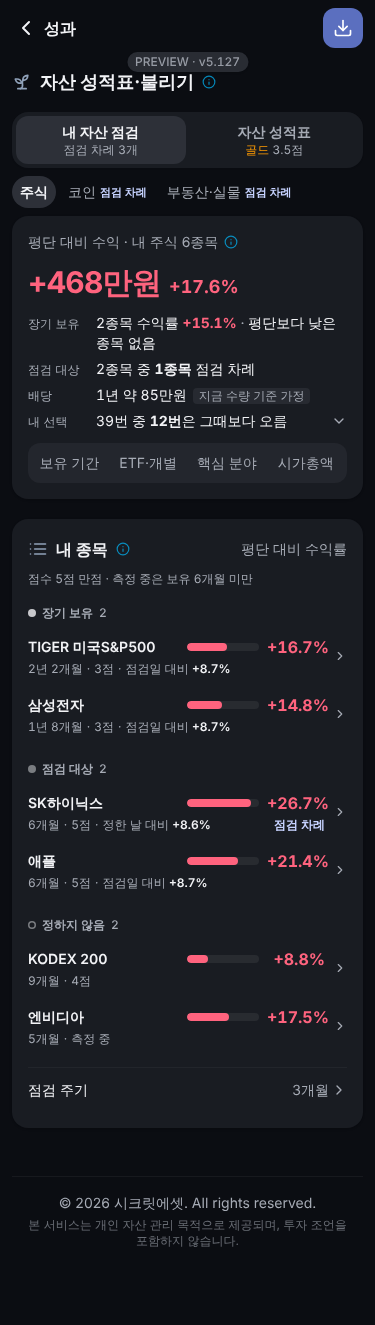 성과
PREVIEW · v5.127
자산 성적표·불리기
내 자산 점검
점검 차례 3개
자산 성적표
골드 3.5점
주식
코인 점검 차례
부동산·실물 점검 차례
평단 대비 수익 · 내 주식 6종목
+468만원 +17.6%
장기 보유 2종목 수익률 +15.1% · 평단보다 낮은
종목 없음
점검 대상 2종목 중 1종목 점검 차례
배당 1년 약 85만원 지금 수량 기준 가정
내 선택 39번 중 12번은 그때보다 오름
보유 기간 ETF·개별 핵심 분야 시가총액
내 종목 평단 대비 수익률
점수 5점 만점 · 측정 중은 보유 6개월 미만
장기 보유 2
TIGER 미국S&P500 +16.7%
2년 2개월 · 3점 · 점검일 대비 +8.7%
삼성전자 +14.8%
1년 8개월 · 3점 · 점검일 대비 +8.7%
점검 대상 2
SK하이닉스 +26.7%
6개월 · 5점 · 정한 날 대비 +8.6% 점검 차례
애플 +21.4%
6개월 · 5점 · 점검일 대비 +8.7%
정하지 않음 2
KODEX 200 +8.8%
9개월 · 4점
엔비디아 +17.5%
5개월 · 측정 중
점검 주기 3개월
© 2026 시크릿에셋. All rights reserved.
본 서비스는 개인 자산 관리 목적으로 제공되며, 투자 조언을
포함하지 않습니다.